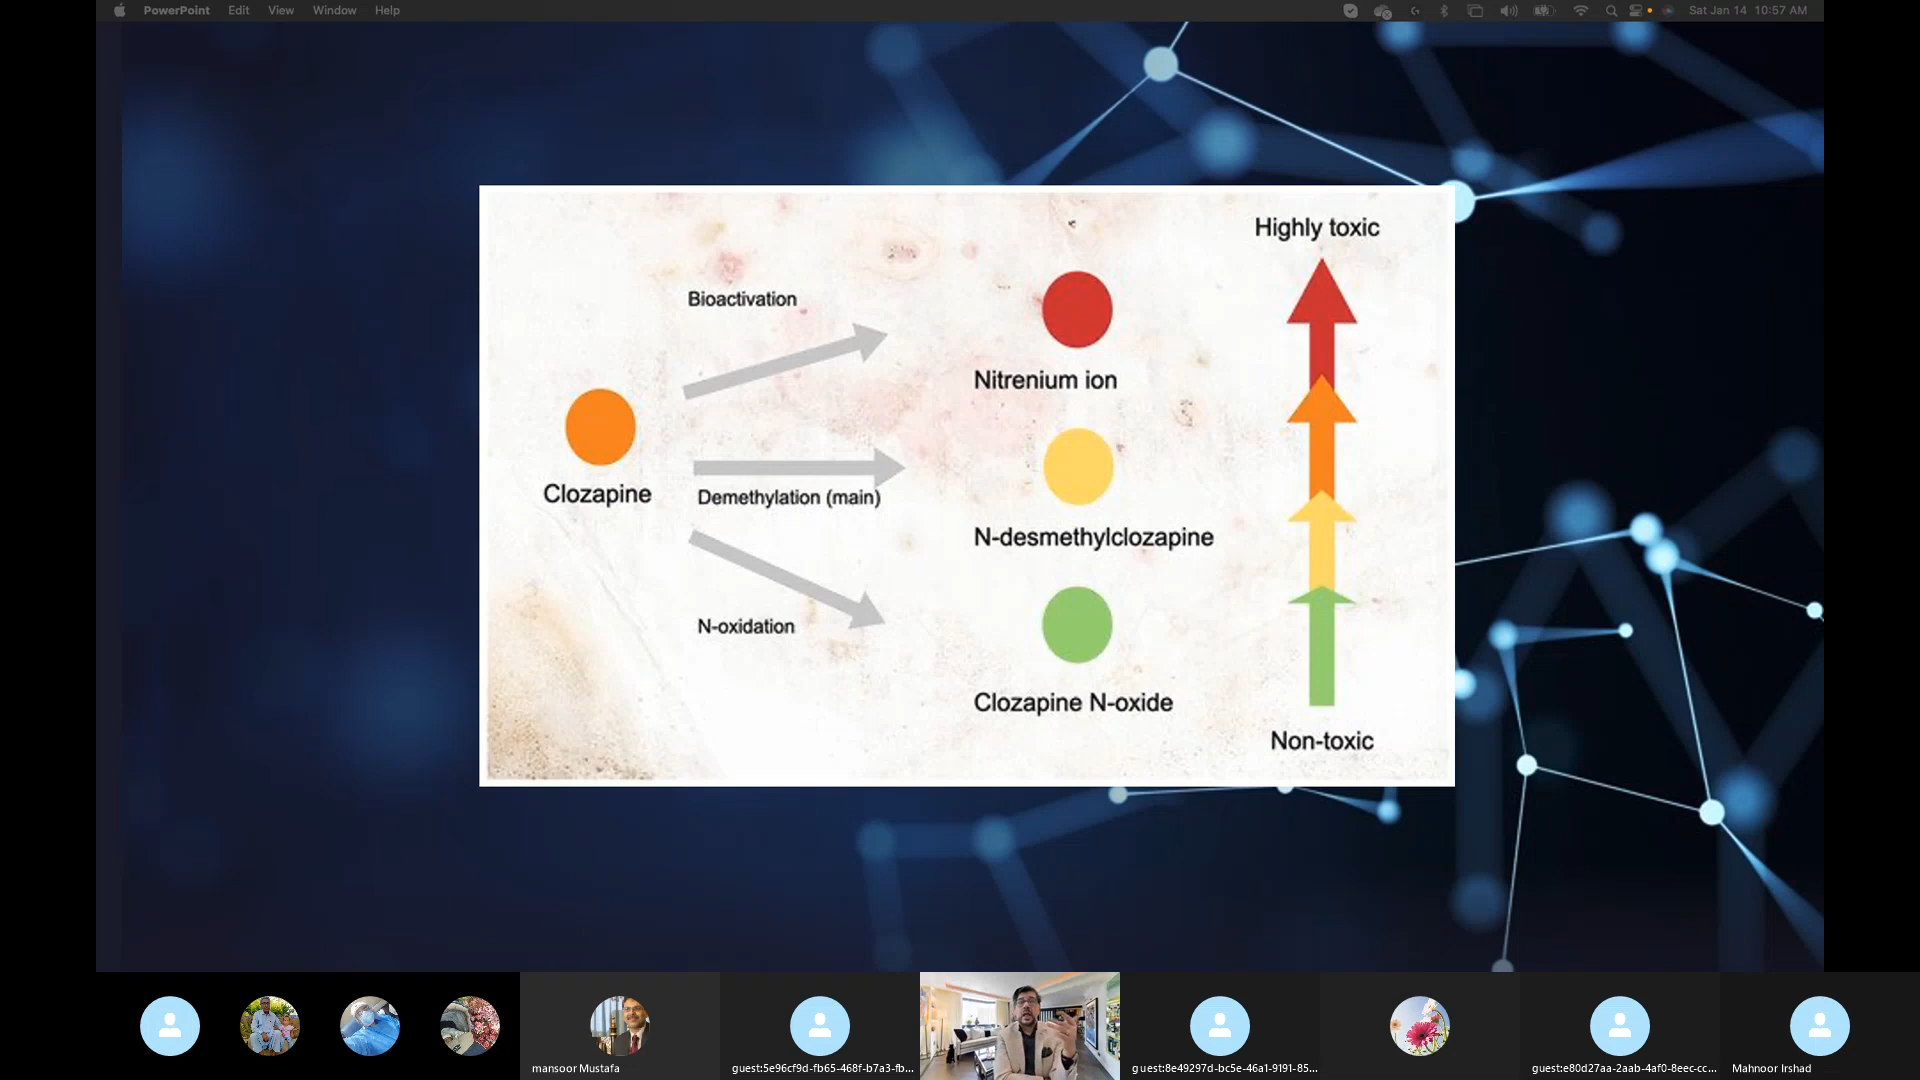 PowerPoint Edit View Window Help Sat Jan 14 10:57 AM
Highly toxic
Bioactivation
Nitrenium ion
Clozapine
Demethylation (main)
N-desmethylclozapine
N-oxidation
Clozapine N-oxide
Non-toxic
mansoor Mustafa
guest:5e96cf9d-fb65-468f-b7a3-fb...
guest:8e49297d-bc5e-46a1-9191-85...
guest:e80d27aa-2aab-4af0-8eec-cc...
Mahnoor Irshad